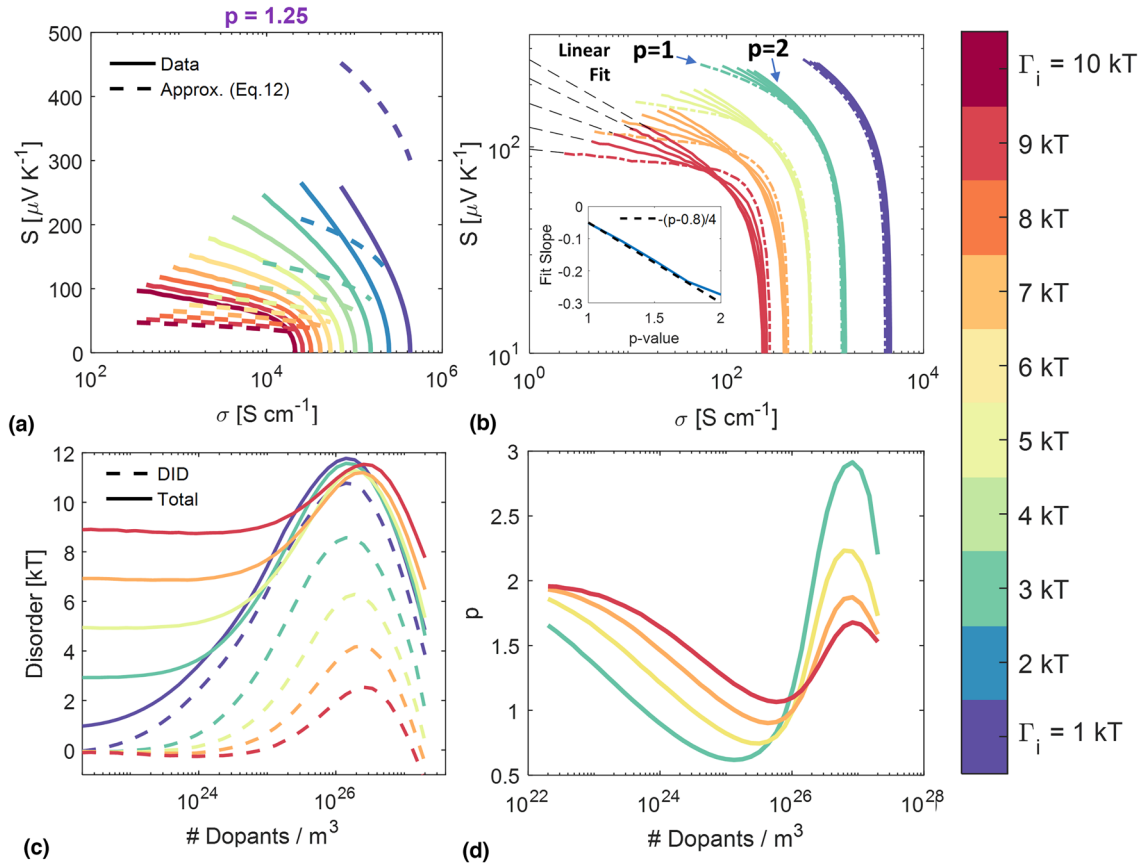 p = 1.25
500
400
300
200
100
0
S [μV K⁻¹]
Data
Approx. (Eq.12)
10²
10⁴
10⁶
σ [S cm⁻¹]
(a)
Linear
Fit
p=1
p=2
10²
10¹
S [μV K⁻¹]
0
-0.1
-0.2
-0.3
Fit Slope
-(p-0.8)/4
1
1.5
2
p-value
10⁰
10²
10³
10⁴
σ [S cm⁻¹]
(b)
Γi = 10 kT
9 kT
8 kT
7 kT
6 kT
5 kT
4 kT
3 kT
2 kT
Γi = 1 kT
12
10
8
6
4
2
0
Disorder [kT]
DID
Total
10²⁴
10²⁶
# Dopants / m³
(c)
3
2.5
2
1.5
1
0.5
p
10²²
10²⁴
10²⁶
10²⁸
# Dopants / m³
(d)